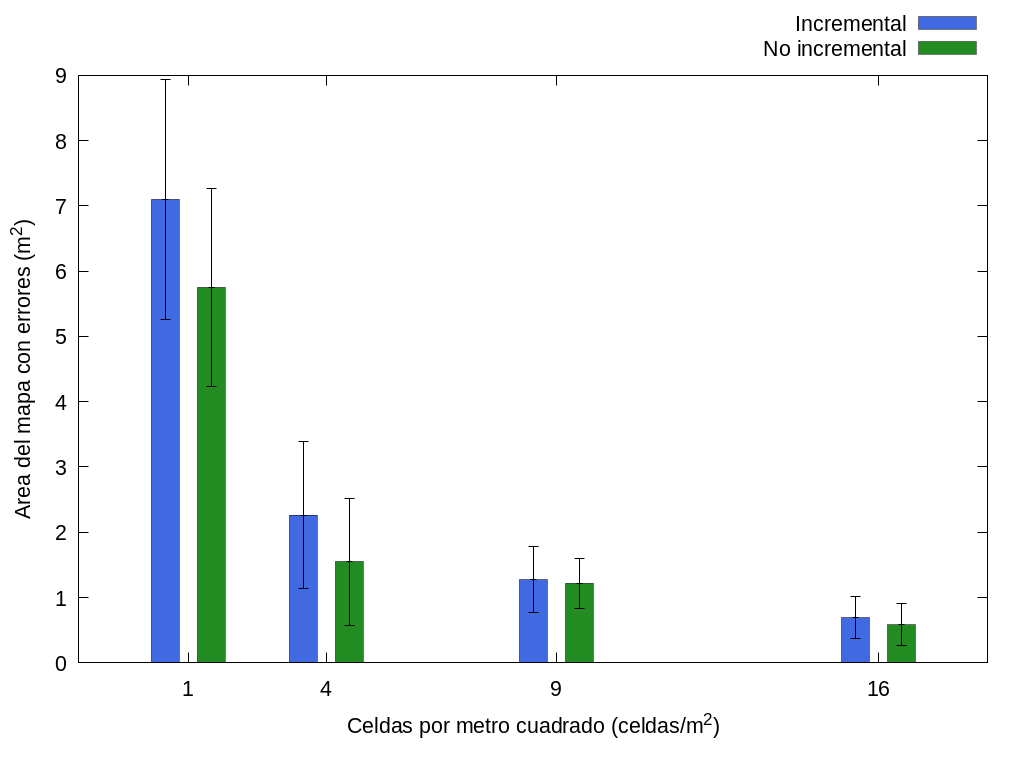 Incremental
No incremental
9
8
7
6
5
4
3
2
1
0
Area del mapa con errores (m²)
1 4 9 16
Celdas por metro cuadrado (celdas/m²)